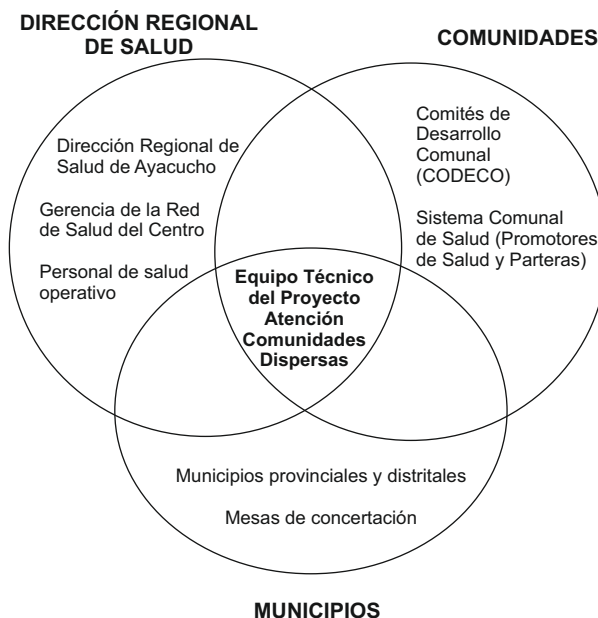 DIRECCIÓN REGIONAL
DE SALUD
COMUNIDADES
Dirección Regional de
Salud de Ayacucho
Gerencia de la Red
de Salud del Centro
Personal de salud
operativo
Comités de
Desarrollo
Comunal
(CODECO)
Sistema Comunal
de Salud (Promotores
de Salud y Parteras)
Equipo Técnico
del Proyecto
Atención
Comunidades
Dispersas
Municipios provinciales y distritales
Mesas de concertación
MUNICIPIOS